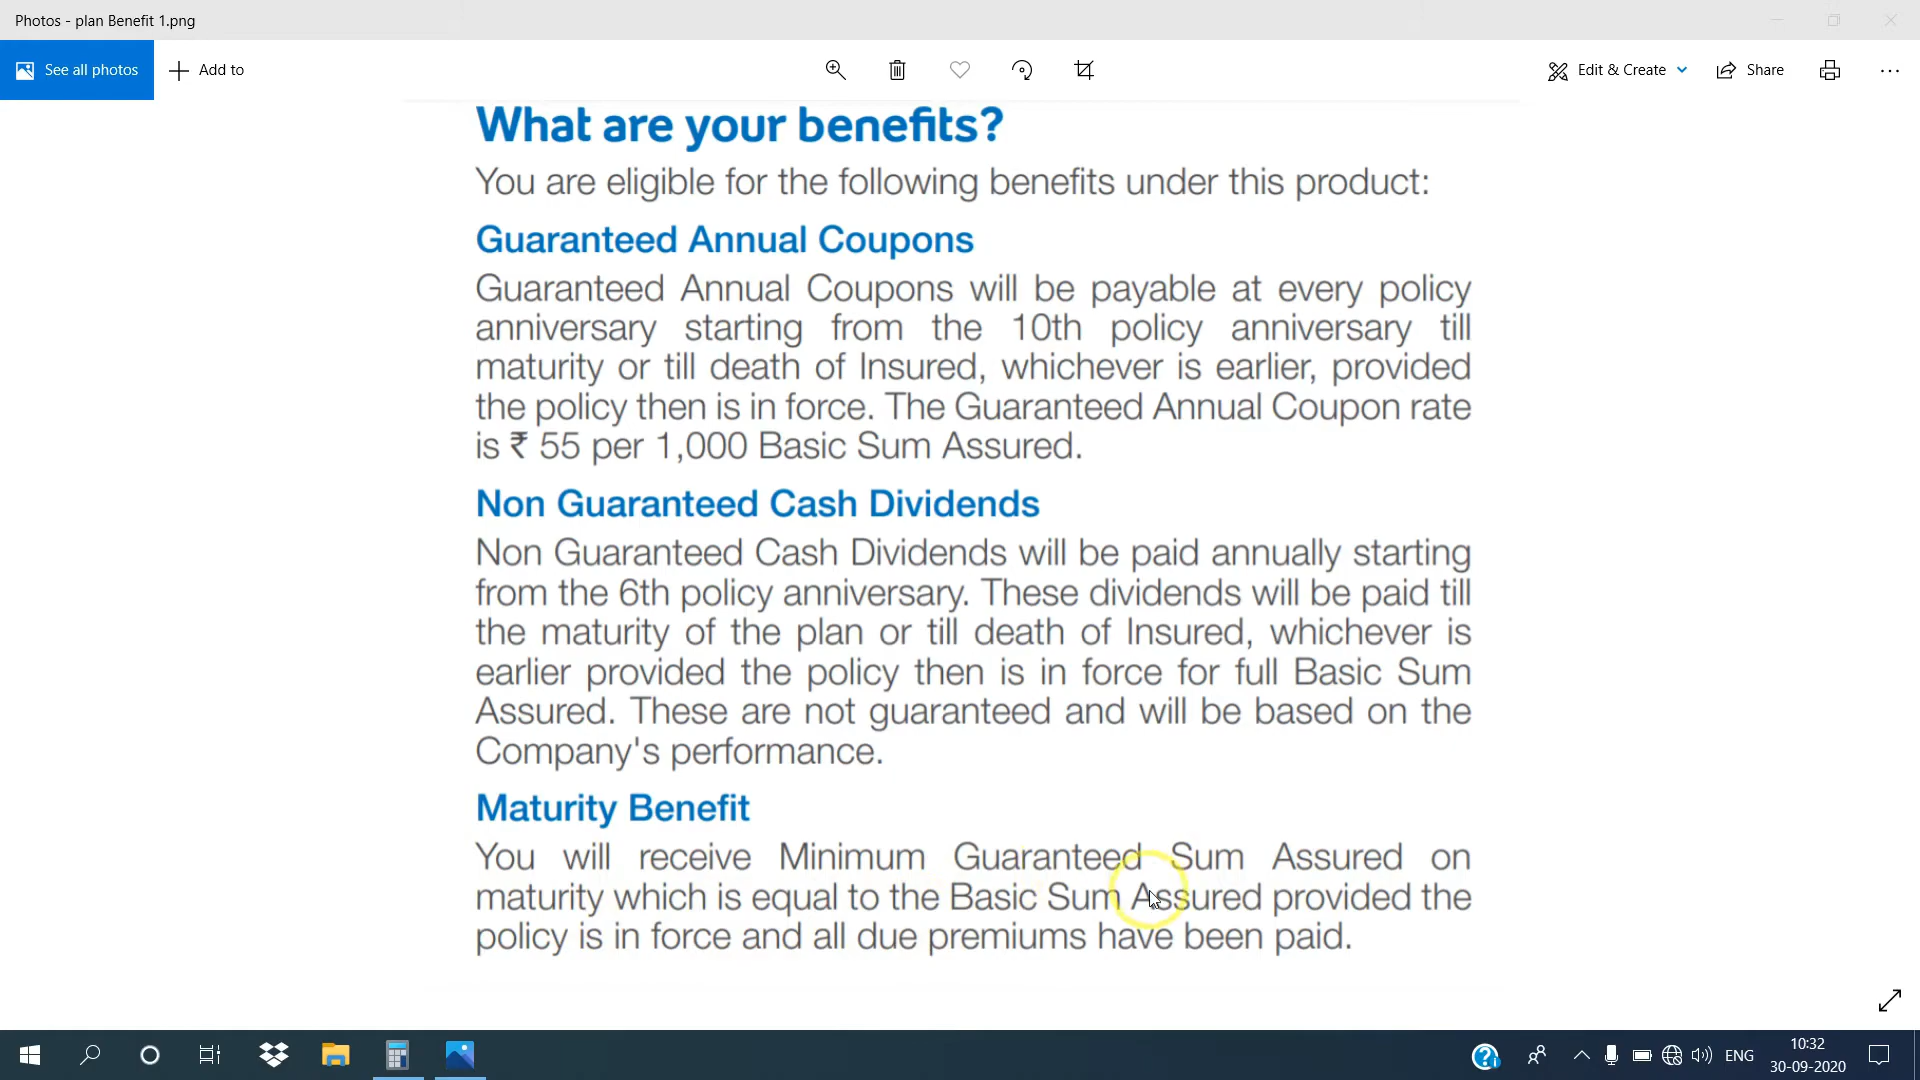 Photos - plan Benefit 1.png
See all photos
Add to
Edit & Create
Share
What are your benefits?
You are eligible for the following benefits under this product:
Guaranteed Annual Coupons
Guaranteed Annual Coupons will be payable at every policy
anniversary starting from the 10th policy anniversary till
maturity or till death of Insured, whichever is earlier, provided
the policy then is in force. The Guaranteed Annual Coupon rate
is ₹ 55 per 1,000 Basic Sum Assured.
Non Guaranteed Cash Dividends
Non Guaranteed Cash Dividends will be paid annually starting
from the 6th policy anniversary. These dividends will be paid till
the maturity of the plan or till death of Insured, whichever is
earlier provided the policy then is in force for full Basic Sum
Assured. These are not guaranteed and will be based on the
Company's performance.
Maturity Benefit
You will receive Minimum Guaranteed Sum Assured on
maturity which is equal to the Basic Sum Assured provided the
policy is in force and all due premiums have been paid.
ENG
10:32
30-09-2020